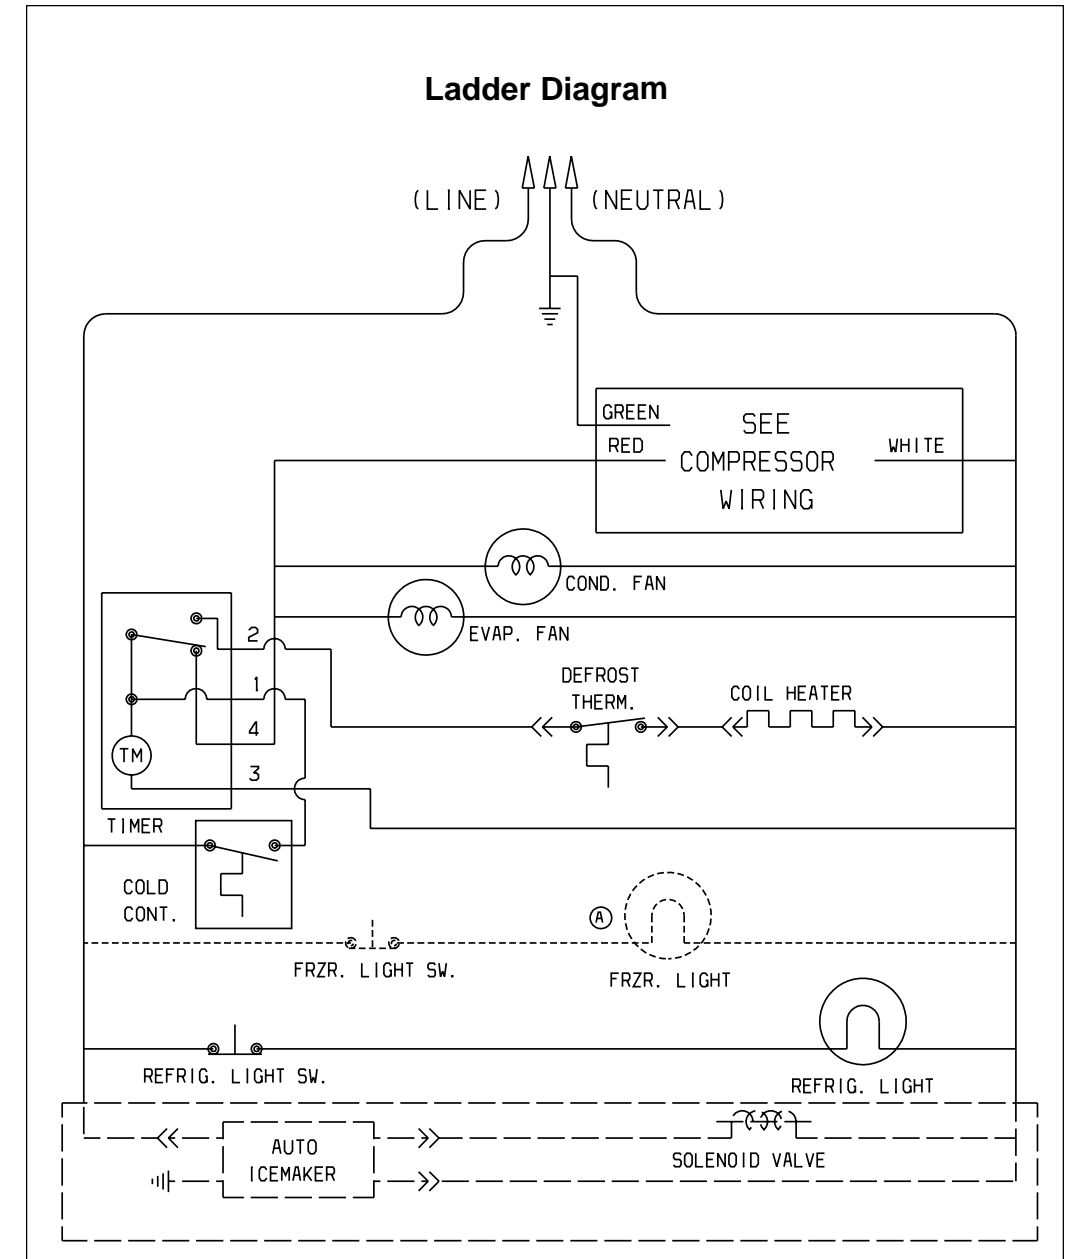 Ladder Diagram
(LINE)
(NEUTRAL)
GREEN
RED
SEE
COMPRESSOR
WIRING
WHITE
COND. FAN
EVAP. FAN
2
1
4
3
TM
TIMER
DEFROST
THERM.
COIL HEATER
COLD
CONT.
A
FRZR. LIGHT SW.
FRZR. LIGHT
REFRIG. LIGHT SW.
REFRIG. LIGHT
AUTO
ICEMAKER
SOLENOID VALVE